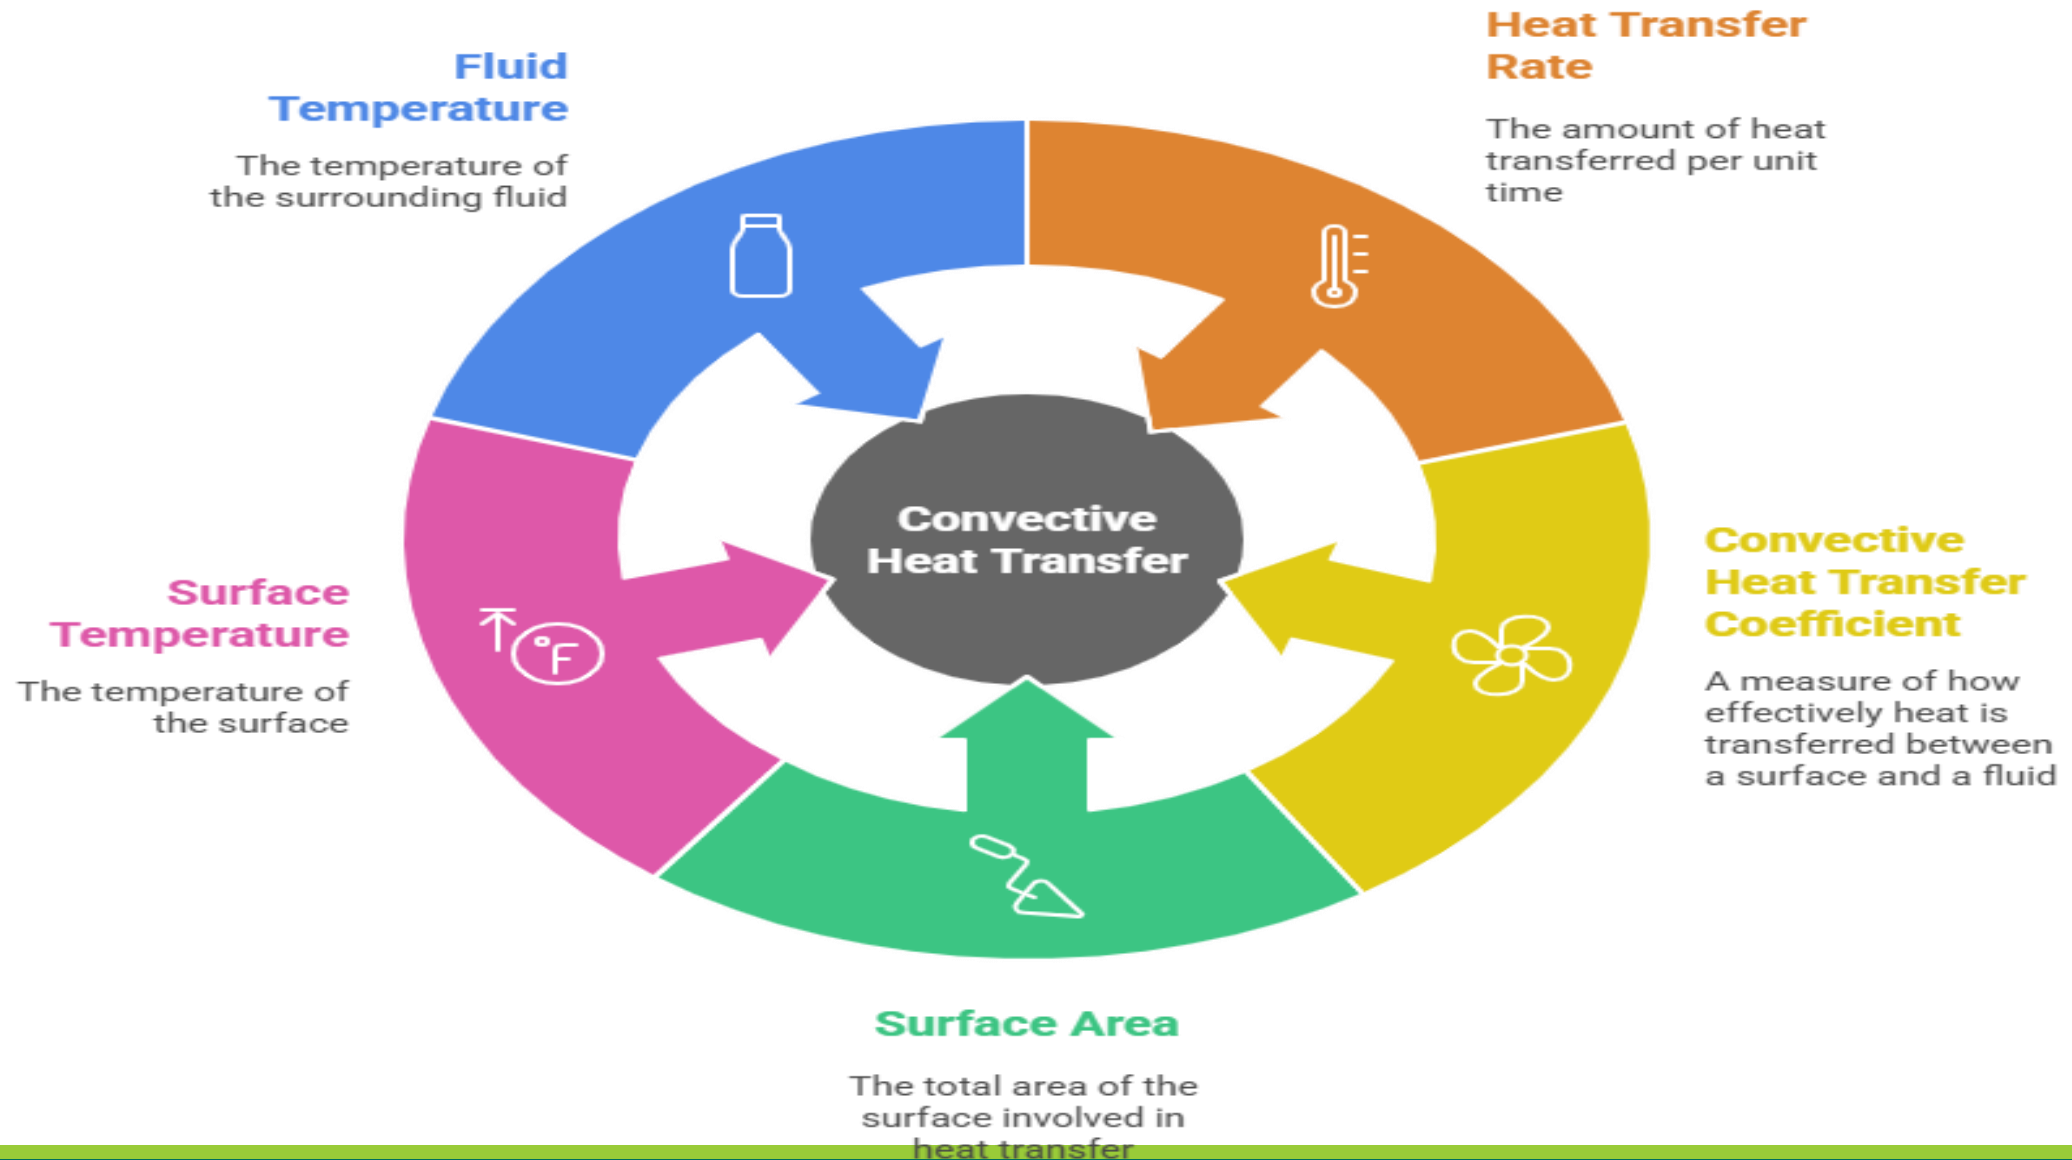 Heat Transfer
Rate
The amount of heat
transferred per unit
time
Fluid
Temperature
The temperature of
the surrounding fluid
Convective
Heat Transfer
Convective
Heat Transfer
Coefficient
A measure of how
effectively heat is
transferred between
a surface and a fluid
Surface
Temperature
The temperature of
the surface
°F
Surface Area
The total area of the
surface involved in
heat transfer